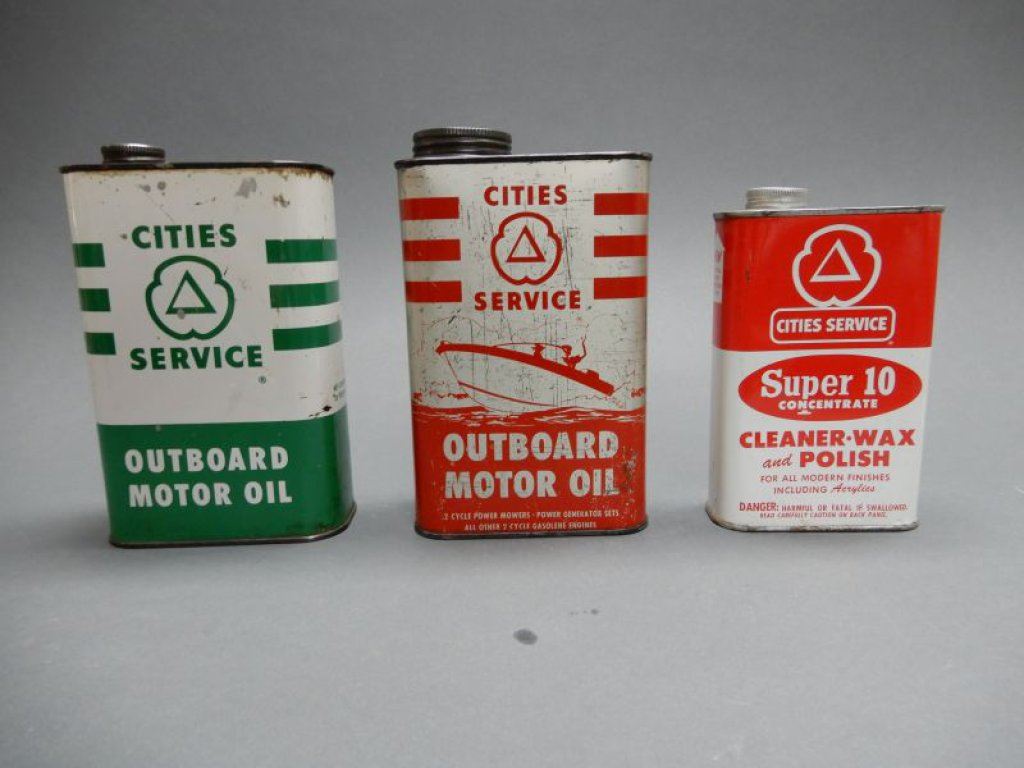 CITIES
SERVICE
®
OUTBOARD
MOTOR OIL
CITIES
SERVICE
OUTBOARD
MOTOR OIL
2 CYCLE POWER MOWERS · POWER GENERATOR SETS
ALL OTHER 2 CYCLE GASOLENE ENGINES
CITIES SERVICE
Super 10
CONCENTRATE
CLEANER·WAX
and POLISH
FOR ALL MODERN FINISHES
INCLUDING Acrylics
DANGER: HARMFUL OR FATAL IF SWALLOWED.
READ CAREFULLY CAUTION ON BACK PANEL